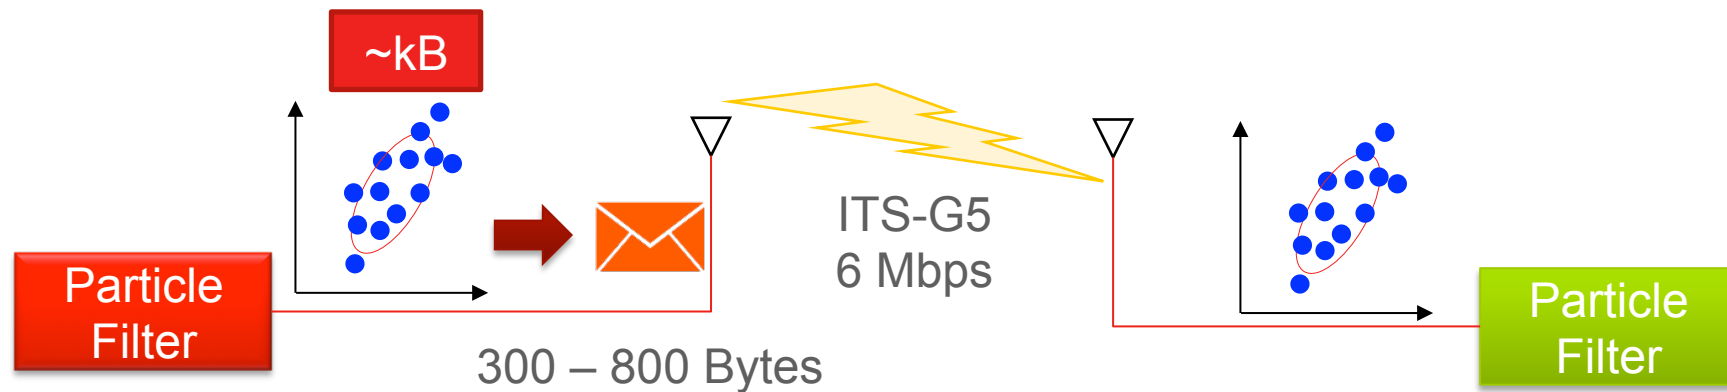 ~kB
ITS-G5
6 Mbps
Particle
Filter
300 – 800 Bytes
Particle
Filter